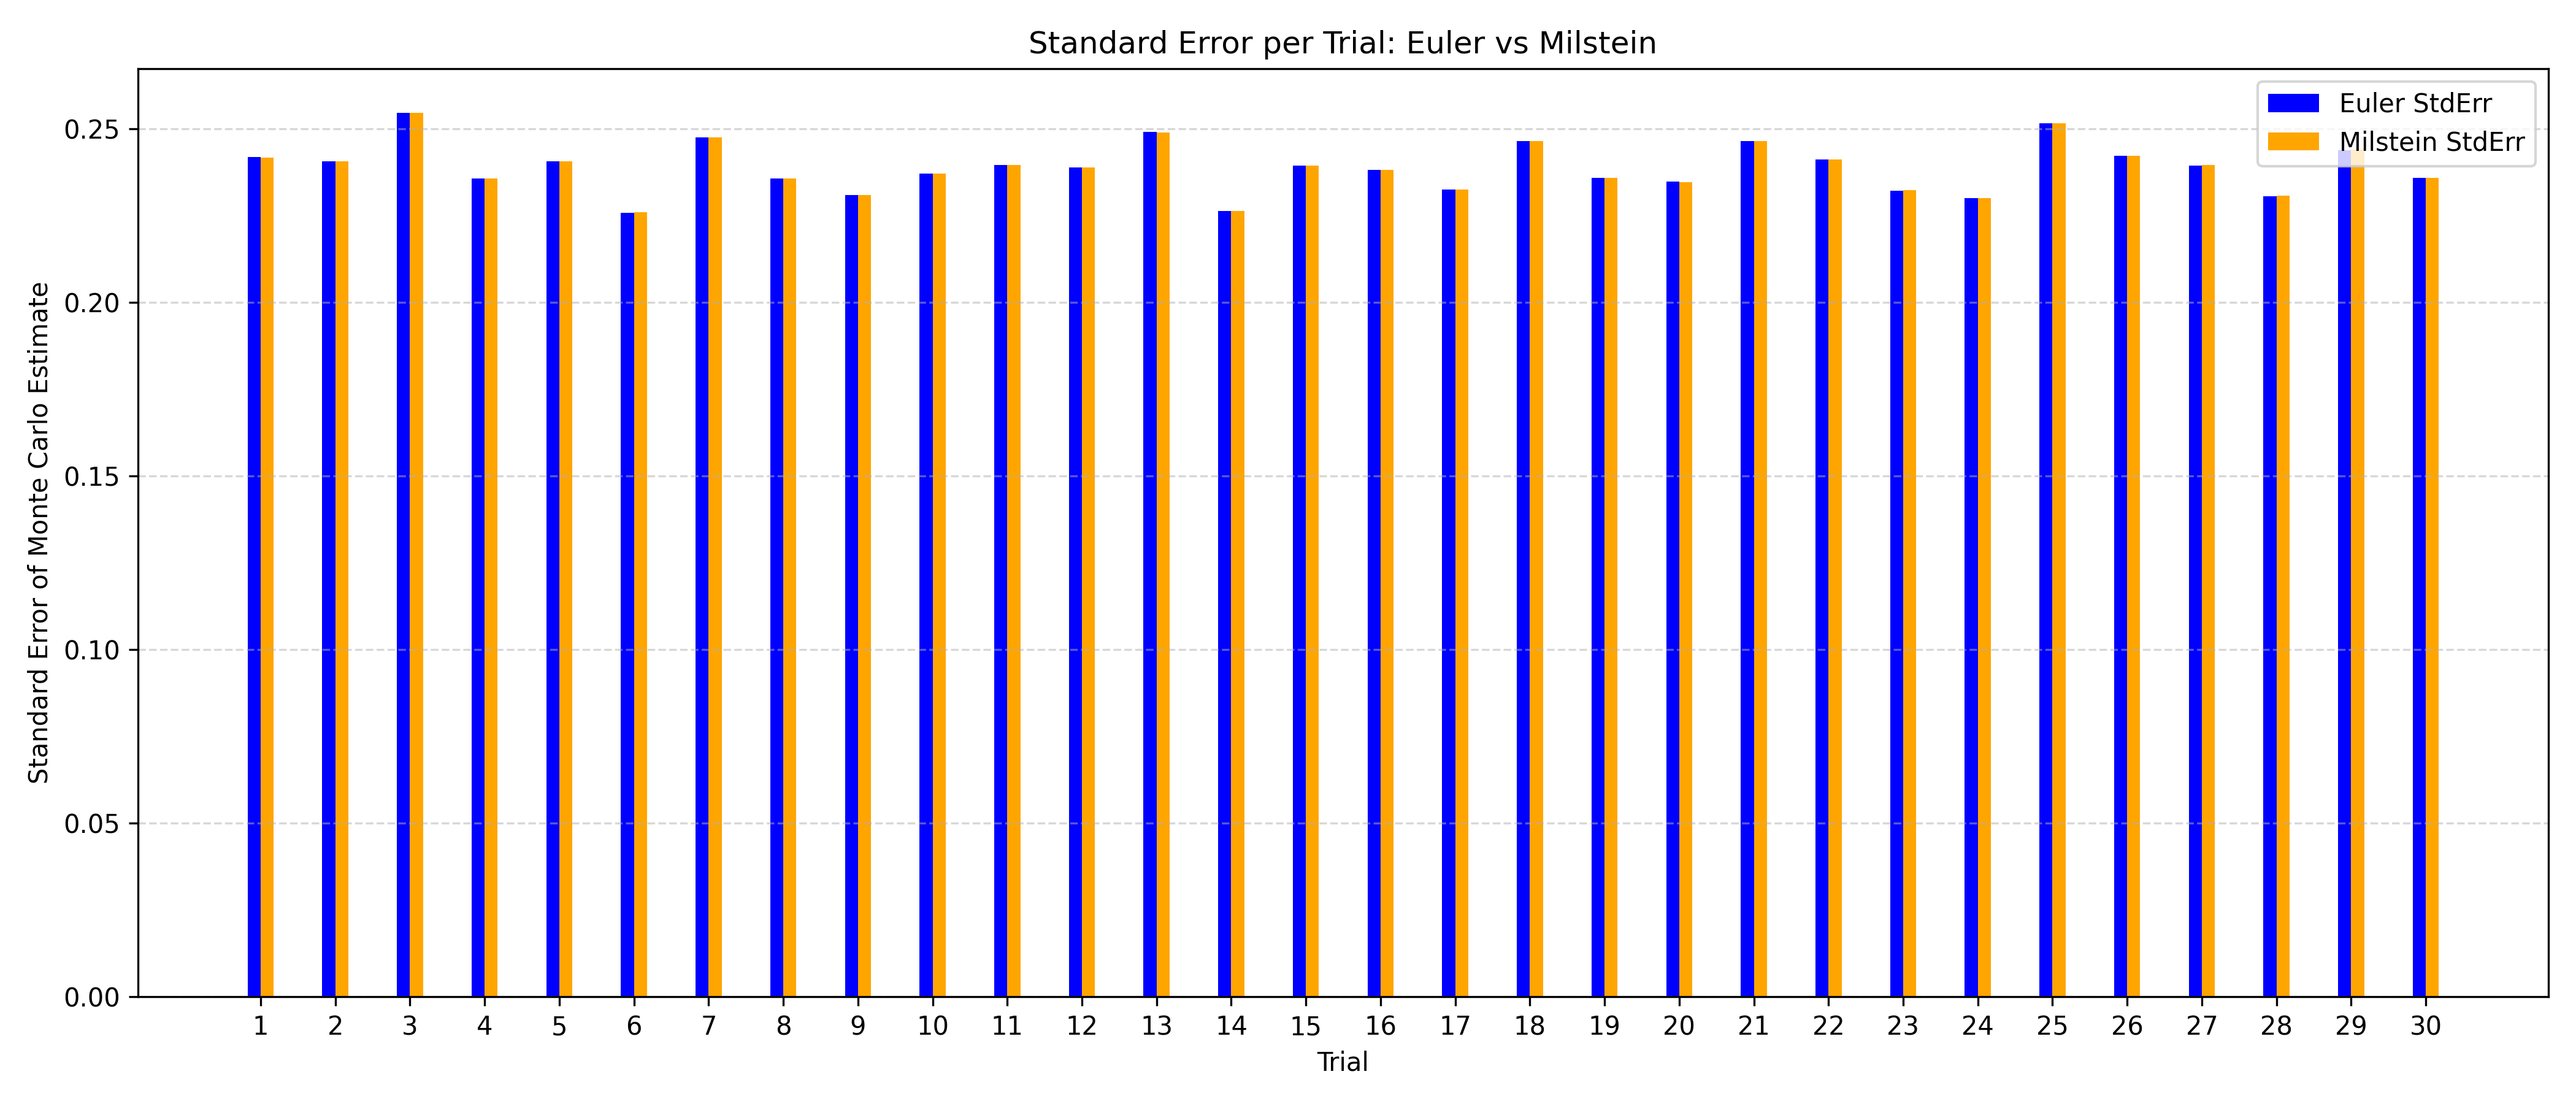 Standard Error per Trial: Euler vs Milstein
Euler StdErr
Milstein StdErr
Standard Error of Monte Carlo Estimate
0.25
0.20
0.15
0.10
0.05
0.00
1 2 3 4 5 6 7 8 9 10 11 12 13 14 15 16 17 18 19 20 21 22 23 24 25 26 27 28 29 30
Trial